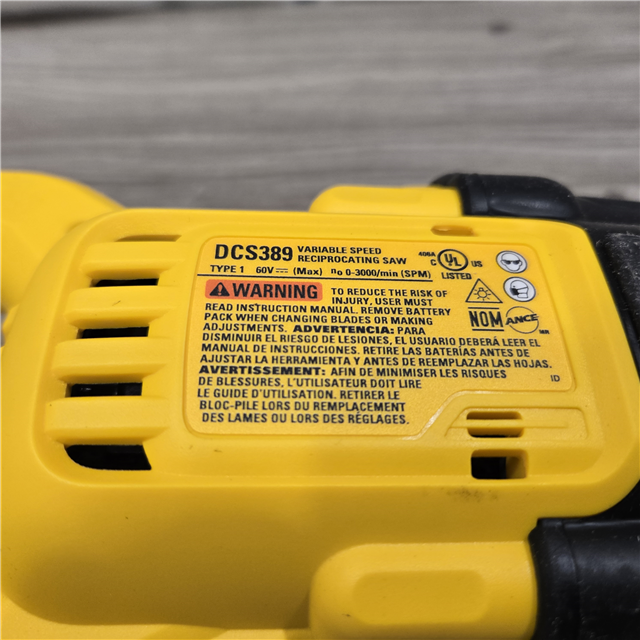 DCS389 VARIABLE SPEED RECIPROCATING SAW
TYPE 1 60V⎓ (Max) n₀ 0-3000/min (SPM)
406A
C UL US
LISTED
⚠WARNING TO REDUCE THE RISK OF
INJURY, USER MUST
READ INSTRUCTION MANUAL. REMOVE BATTERY
PACK WHEN CHANGING BLADES OR MAKING
ADJUSTMENTS. ADVERTENCIA: PARA
DISMINUIR EL RIESGO DE LESIONES, EL USUARIO DEBERÁ LEER EL
MANUAL DE INSTRUCCIONES. RETIRE LAS BATERÍAS ANTES DE
AJUSTAR LA HERRAMIENTA Y ANTES DE REEMPLAZAR LAS HOJAS.
AVERTISSEMENT: AFIN DE MINIMISER LES RISQUES
DE BLESSURES, L'UTILISATEUR DOIT LIRE
LE GUIDE D'UTILISATION. RETIRER LE
BLOC-PILE LORS DU REMPLACEMENT
DES LAMES OU LORS DES RÉGLAGES.
NOM ANCE
MR
ID